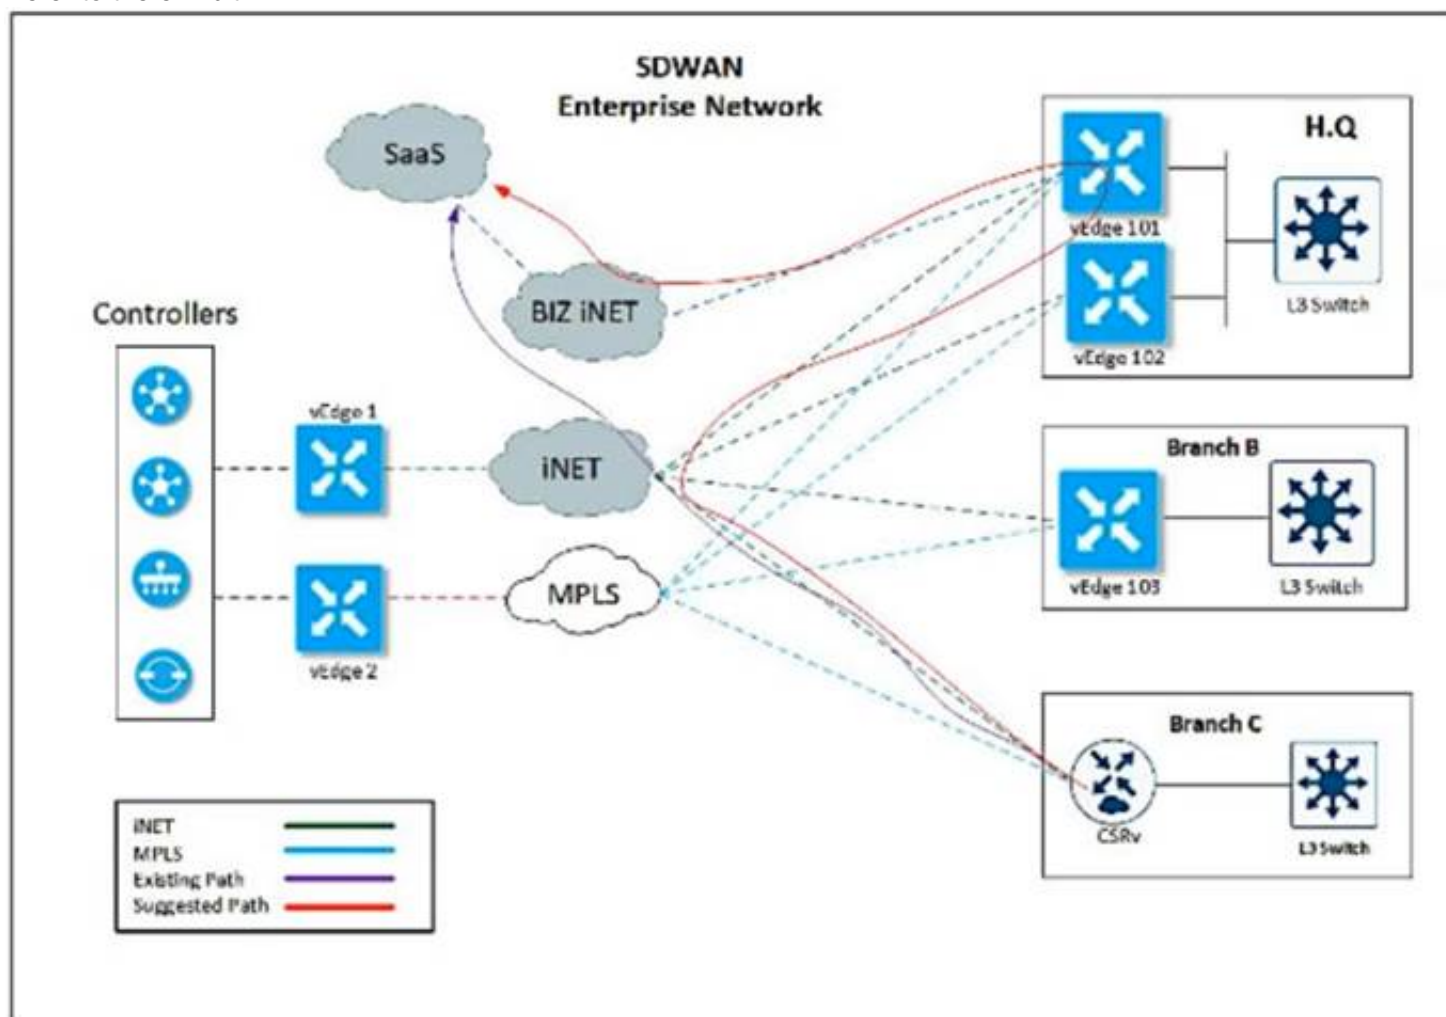 SDWAN
Enterprise Network
SaaS
H.Q
vEdge 101
L3 Switch
BIZ iNET
vEdge 102
Controllers
vEdge 1
iNET
Branch B
vEdge 103
L3 Switch
MPLS
vEdge 2
Branch C
CSRv
L3 Switch
iNET
MPLS
Existing Path
Suggested Path